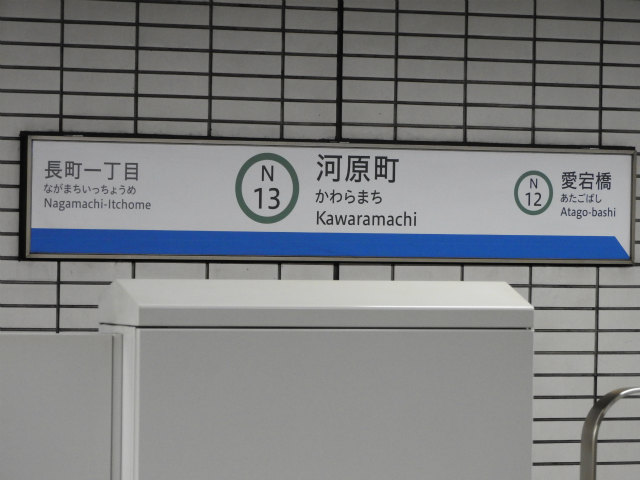 長町一丁目
ながまちいっちょうめ
Nagamachi-Itchome
N
13
河原町
かわらまち
Kawaramachi
N
12
愛宕橋
あたごばし
Atago-bashi